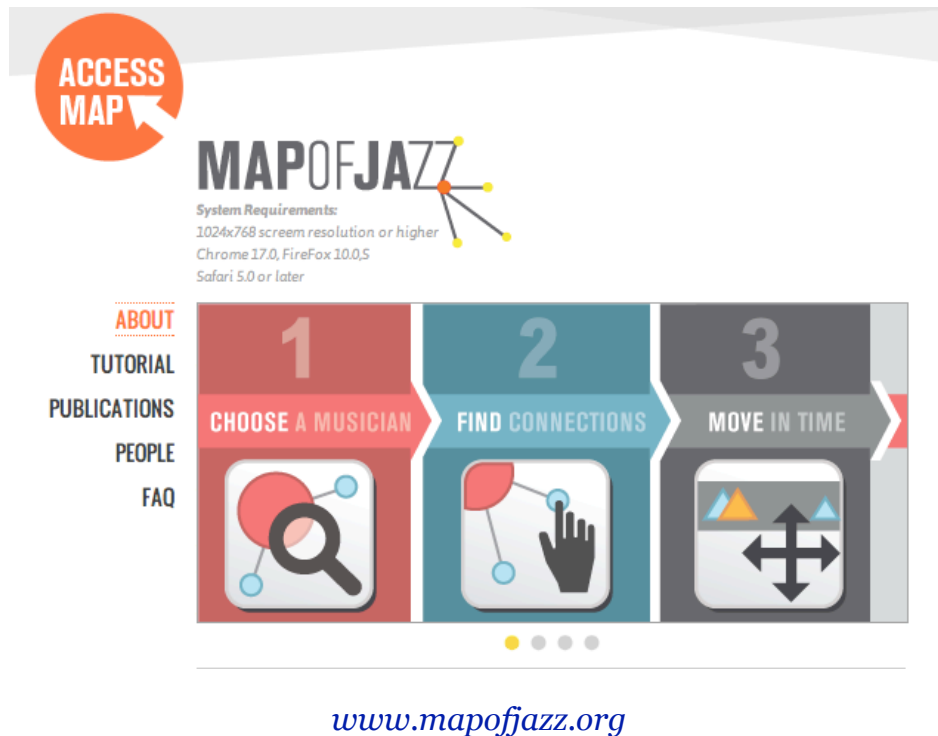 ACCESS
MAP
MAPOFJAZZ
System Requirements:
1024x768 screem resolution or higher
Chrome 17.0, FireFox 10.0,S
Safari 5.0 or later
ABOUT
TUTORIAL
PUBLICATIONS
PEOPLE
FAQ
1
CHOOSE A MUSICIAN
2
FIND CONNECTIONS
3
MOVE IN TIME
www.mapofjazz.org